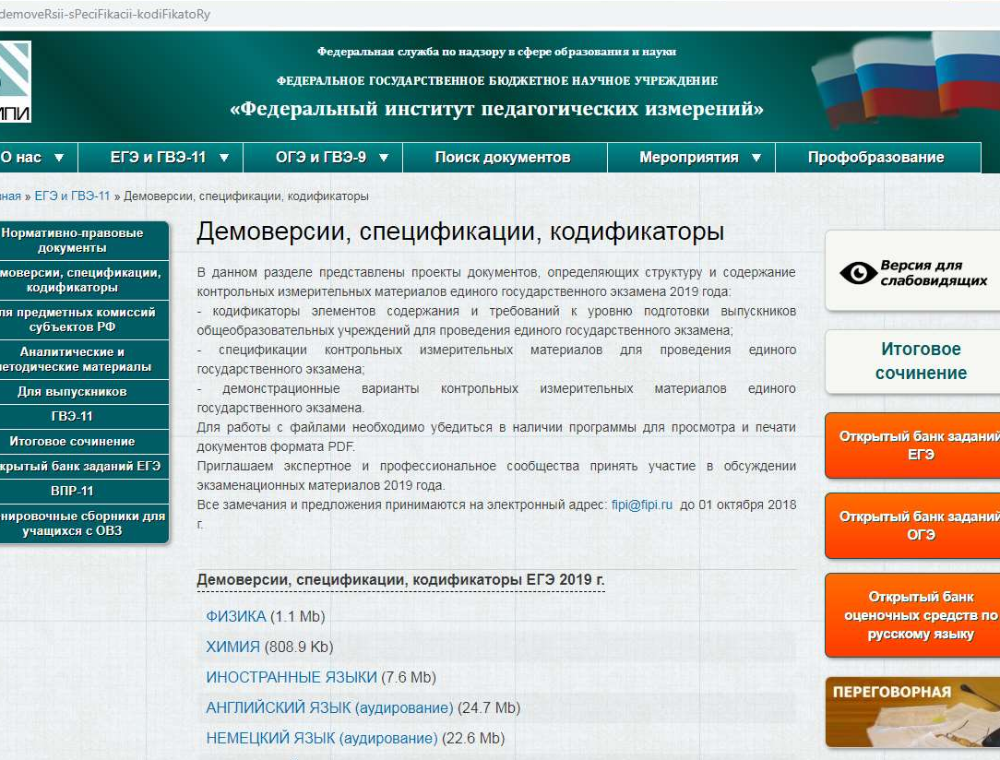 demoveRsii-sPeciFikacii-kodiFikatoRy
Федеральная служба по надзору в сфере образования и науки
ФЕДЕРАЛЬНОЕ ГОСУДАРСТВЕННОЕ БЮДЖЕТНОЕ НАУЧНОЕ УЧРЕЖДЕНИЕ
«Федеральный институт педагогических измерений»
ИПИ
О нас ▼ ЕГЭ и ГВЭ-11 ▼ ОГЭ и ГВЭ-9 ▼ Поиск документов Мероприятия ▼ Профобразование
вная » ЕГЭ и ГВЭ-11 » Демоверсии, спецификации, кодификаторы
Нормативно-правовые
документы
моверсии, спецификации,
кодификаторы
ля предметных комиссий
субъектов РФ
Аналитические и
методические материалы
Для выпускников
ГВЭ-11
Итоговое сочинение
крытый банк заданий ЕГЭ
ВПР-11
нировочные сборники для
учащихся с ОВЗ
Демоверсии, спецификации, кодификаторы
В данном разделе представлены проекты документов, определяющих структуру и содержание
контрольных измерительных материалов единого государственного экзамена 2019 года:
- кодификаторы элементов содержания и требований к уровню подготовки выпускников
общеобразовательных учреждений для проведения единого государственного экзамена;
- спецификации контрольных измерительных материалов для проведения единого
государственного экзамена;
- демонстрационные варианты контрольных измерительных материалов единого
государственного экзамена.
Для работы с файлами необходимо убедиться в наличии программы для просмотра и печати
документов формата PDF.
Приглашаем экспертное и профессиональное сообщества принять участие в обсуждении
экзаменационных материалов 2019 года.
Все замечания и предложения принимаются на электронный адрес: fipi@fipi.ru до 01 октября 2018
г.
Демоверсии, спецификации, кодификаторы ЕГЭ 2019 г.
ФИЗИКА (1.1 Mb)
ХИМИЯ (808.9 Kb)
ИНОСТРАННЫЕ ЯЗЫКИ (7.6 Mb)
АНГЛИЙСКИЙ ЯЗЫК (аудирование) (24.7 Mb)
НЕМЕЦКИЙ ЯЗЫК (аудирование) (22.6 Mb)
Версия для
слабовидящих
Итоговое
сочинение
Открытый банк заданий
ЕГЭ
Открытый банк заданий
ОГЭ
Открытый банк
оценочных средств по
русскому языку
ПЕРЕГОВОРНАЯ